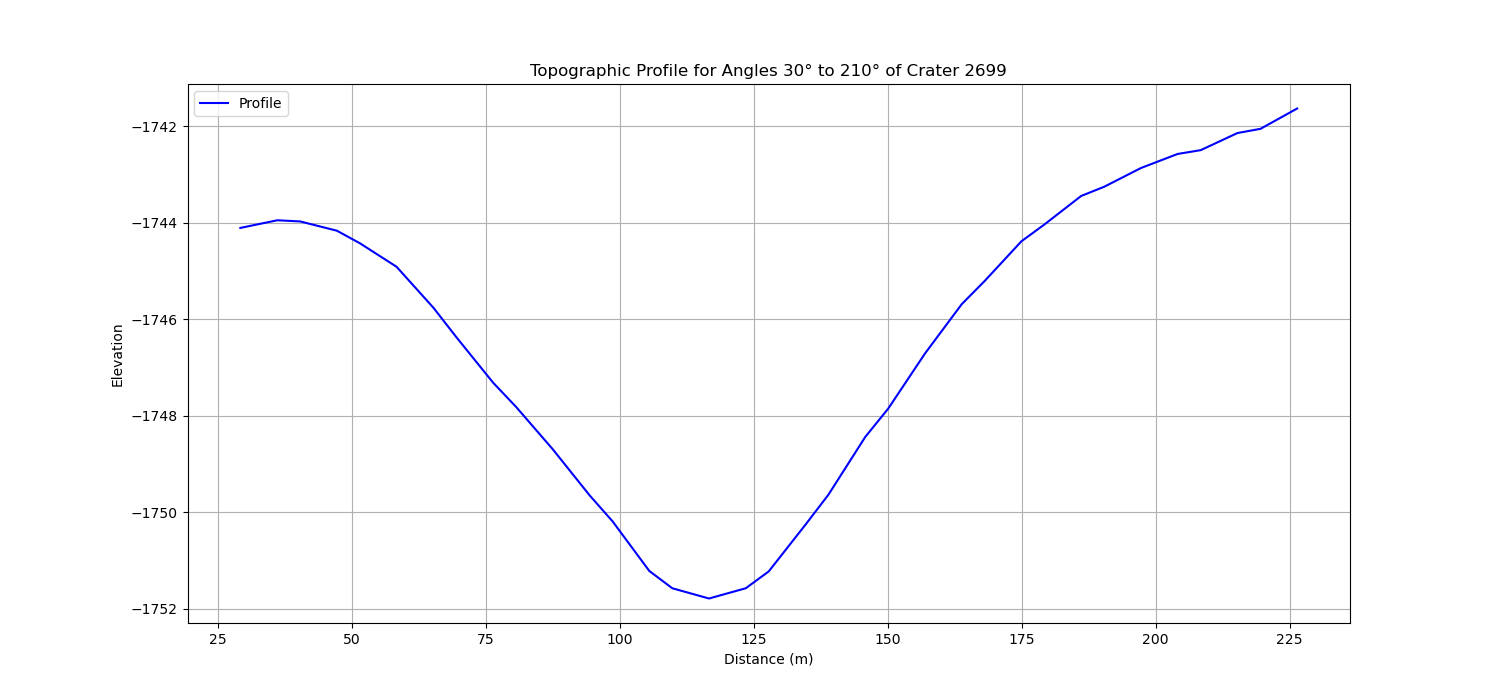 Topographic Profile for Angles 30° to 210° of Crater 2699
Profile
Elevation
−1742
−1744
−1746
−1748
−1750
−1752
25 50 75 100 125 150 175 200 225
Distance (m)